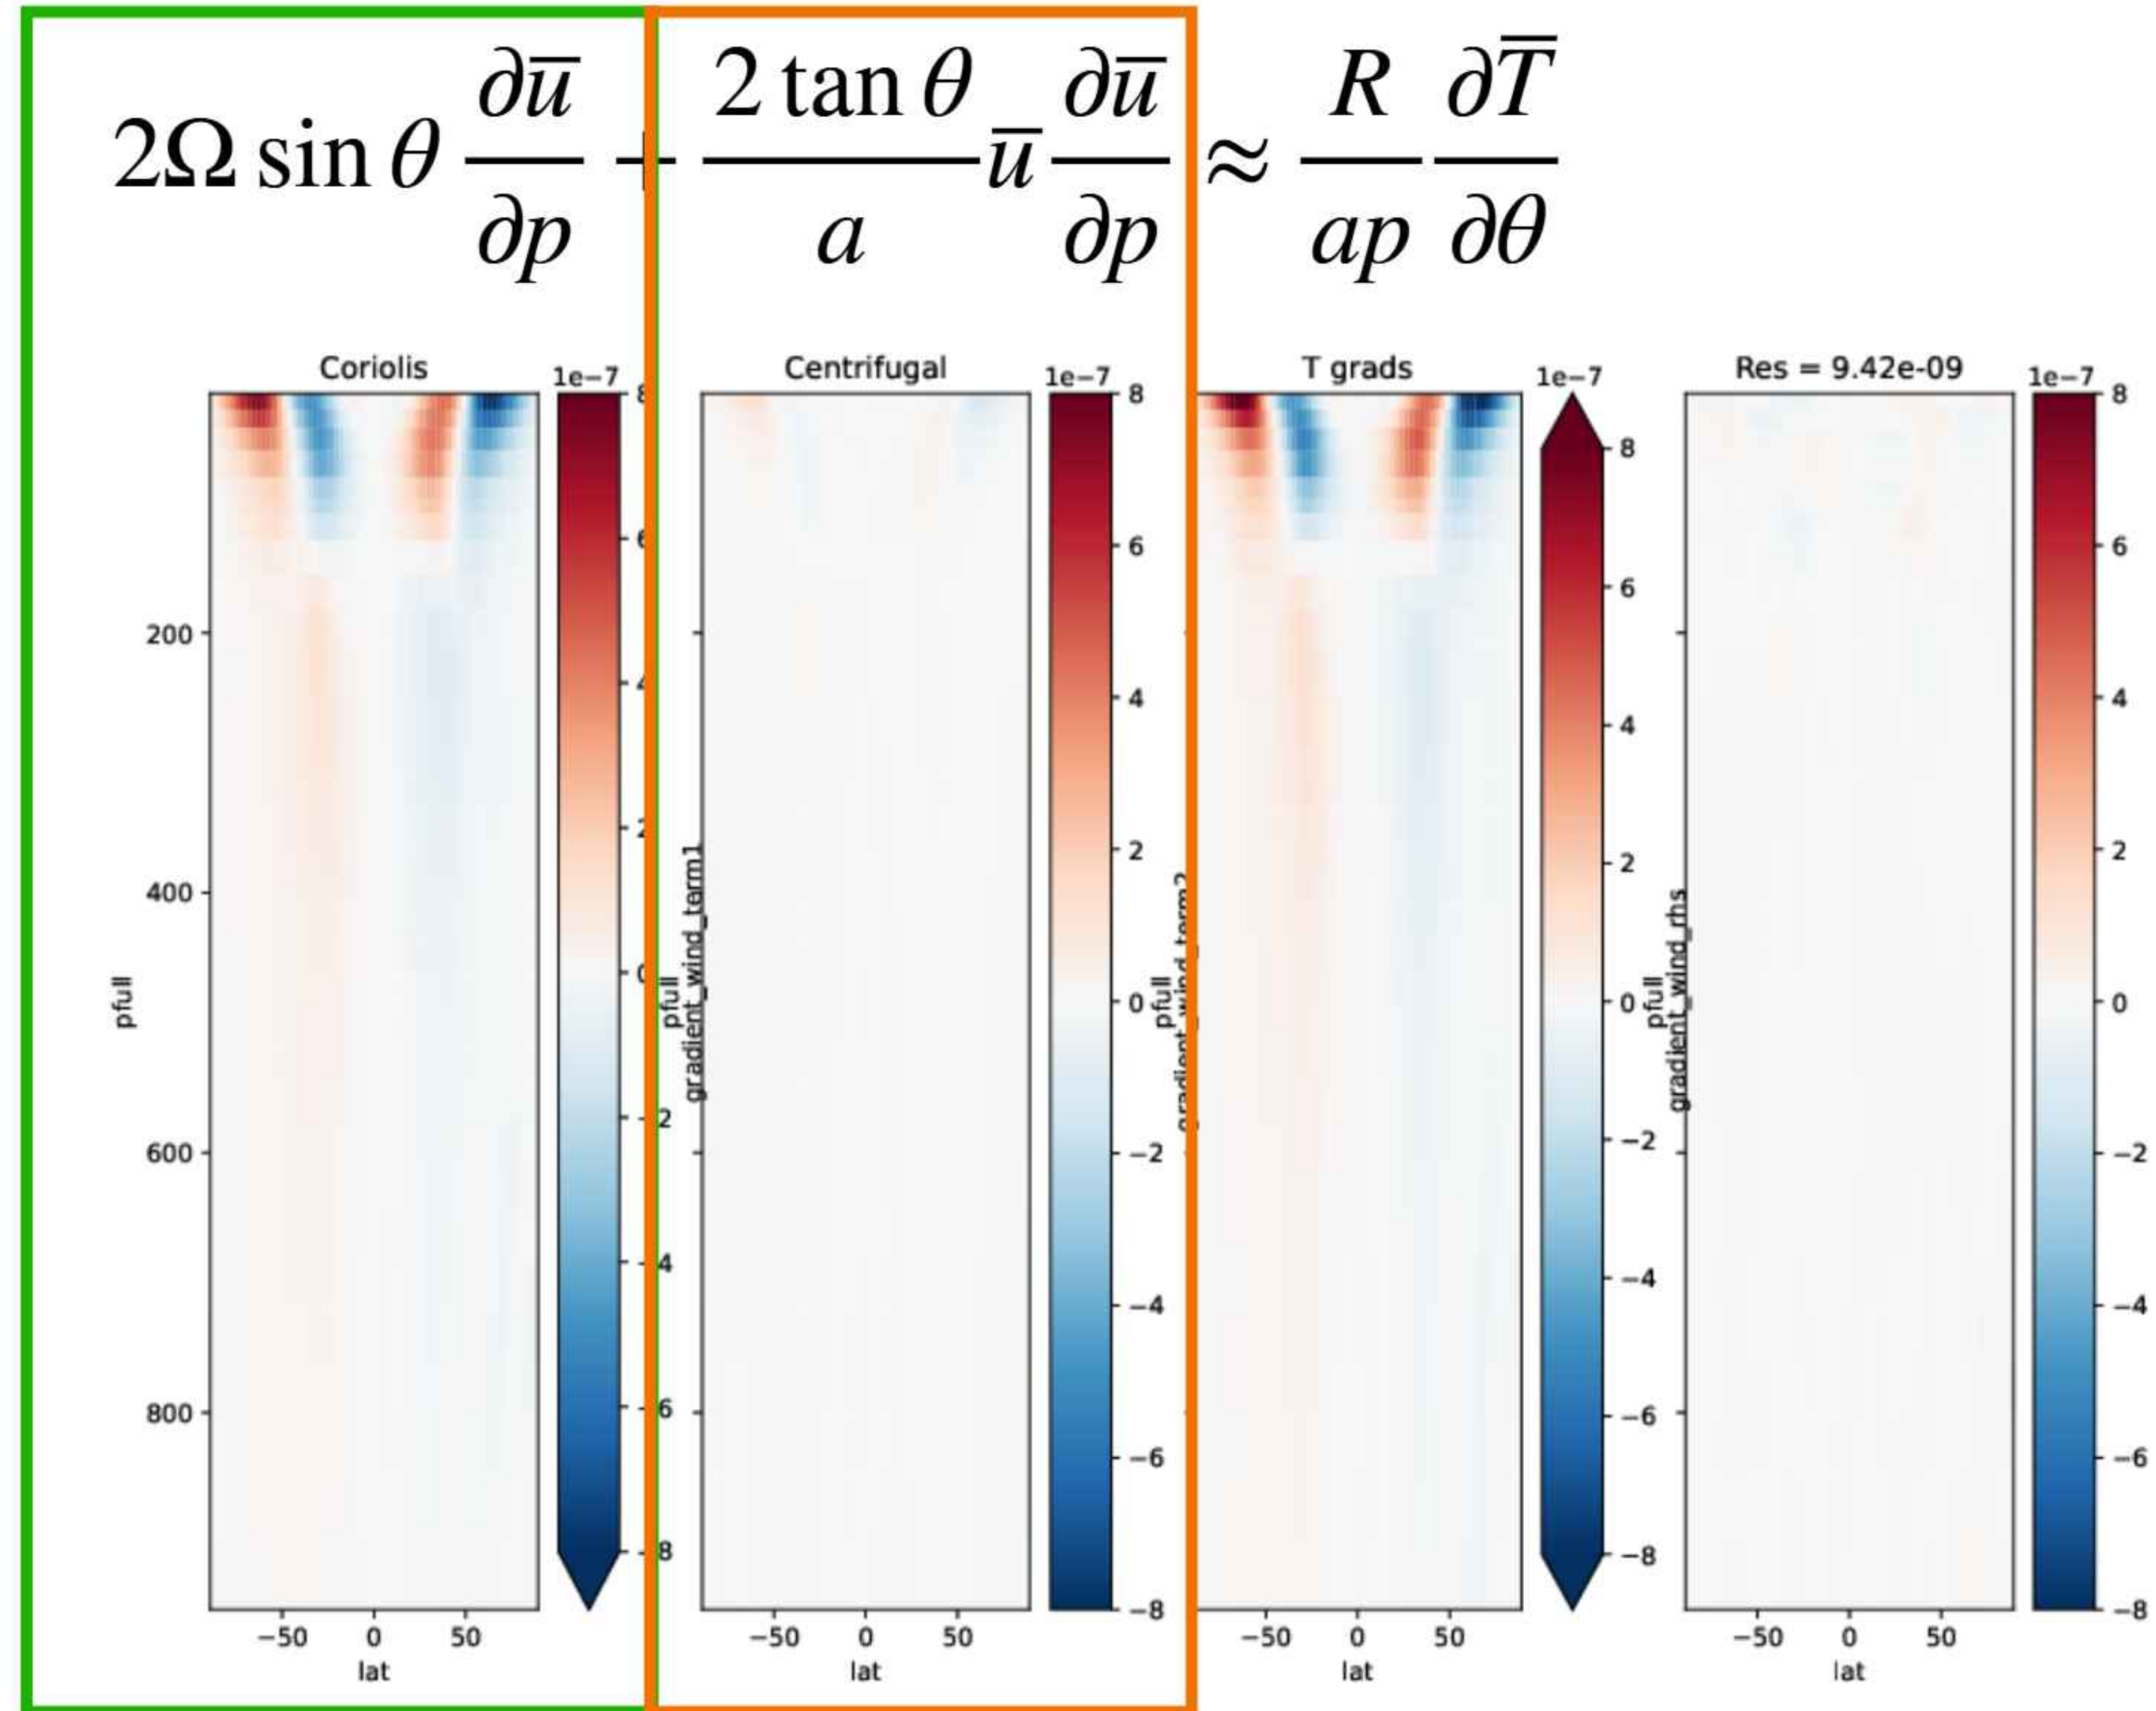 2Ω sin θ ∂u̅/∂p + 2 tan θ/a u̅ ∂u̅/∂p ≈ R/ap ∂T̅/∂θ
Coriolis
1e−7
8
6
4
2
0
2
4
6
8
gradient_wind_term1
pfull
200
400
600
800
−50 0 50
lat
Centrifugal
1e−7
8
6
4
2
0
−2
−4
−6
−8
gradient_wind_term2
pfull
−50 0 50
lat
T grads
1e−7
8
6
4
2
0
−2
−4
−6
−8
gradient_wind_rhs
pfull
−50 0 50
lat
Res = 9.42e-09
1e−7
8
6
4
2
0
−2
−4
−6
−8
pfull
−50 0 50
lat